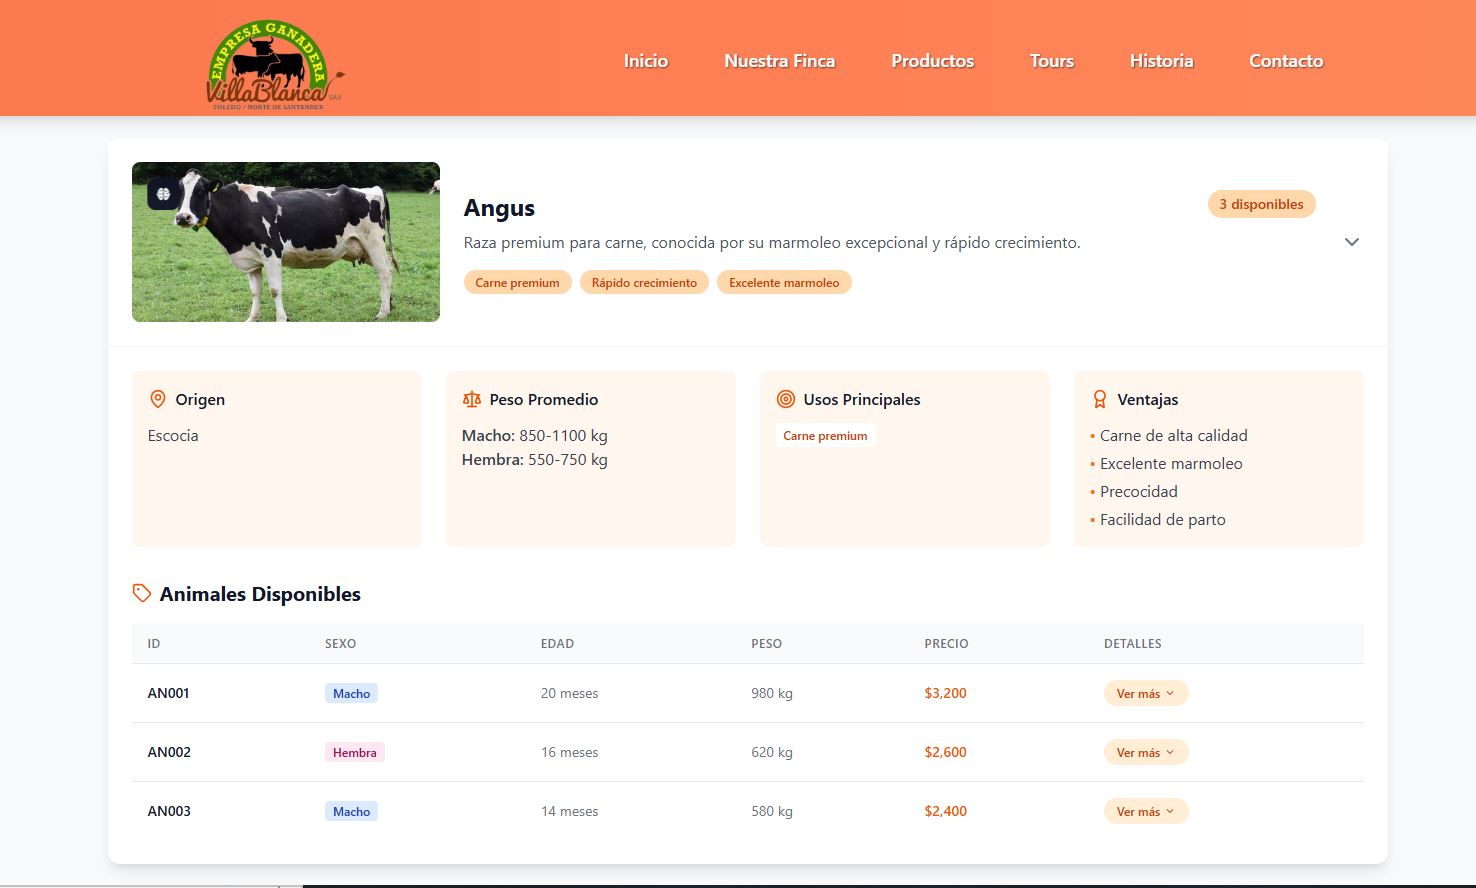 EMPRESA GANADERA
VillaBlanca SAS
TOLEDO / NORTE DE SANTANDER
Inicio
Nuestra Finca
Productos
Tours
Historia
Contacto
Angus
3 disponibles
Raza premium para carne, conocida por su marmoleo excepcional y rápido crecimiento.
Carne premium
Rápido crecimiento
Excelente marmoleo
Origen
Escocia
Peso Promedio
Macho: 850-1100 kg
Hembra: 550-750 kg
Usos Principales
Carne premium
Ventajas
• Carne de alta calidad
• Excelente marmoleo
• Precocidad
• Facilidad de parto
Animales Disponibles
ID SEXO EDAD PESO PRECIO DETALLES
AN001 Macho 20 meses 980 kg $3,200 Ver más
AN002 Hembra 16 meses 620 kg $2,600 Ver más
AN003 Macho 14 meses 580 kg $2,400 Ver más